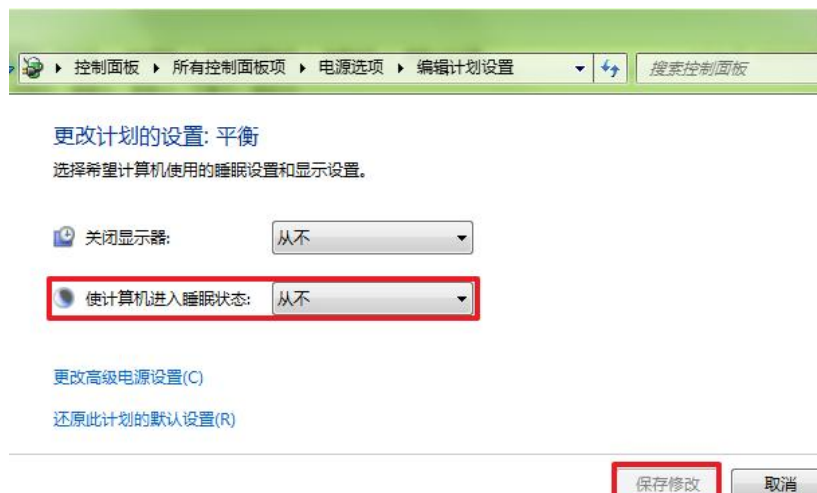 控制面板 ▸ 所有控制面板项 ▸ 电源选项 ▸ 编辑计划设置
搜索控制面板
更改计划的设置: 平衡
选择希望计算机使用的睡眠设置和显示设置。
关闭显示器: 从不
使计算机进入睡眠状态: 从不
更改高级电源设置(C)
还原此计划的默认设置(R)
保存修改 取消